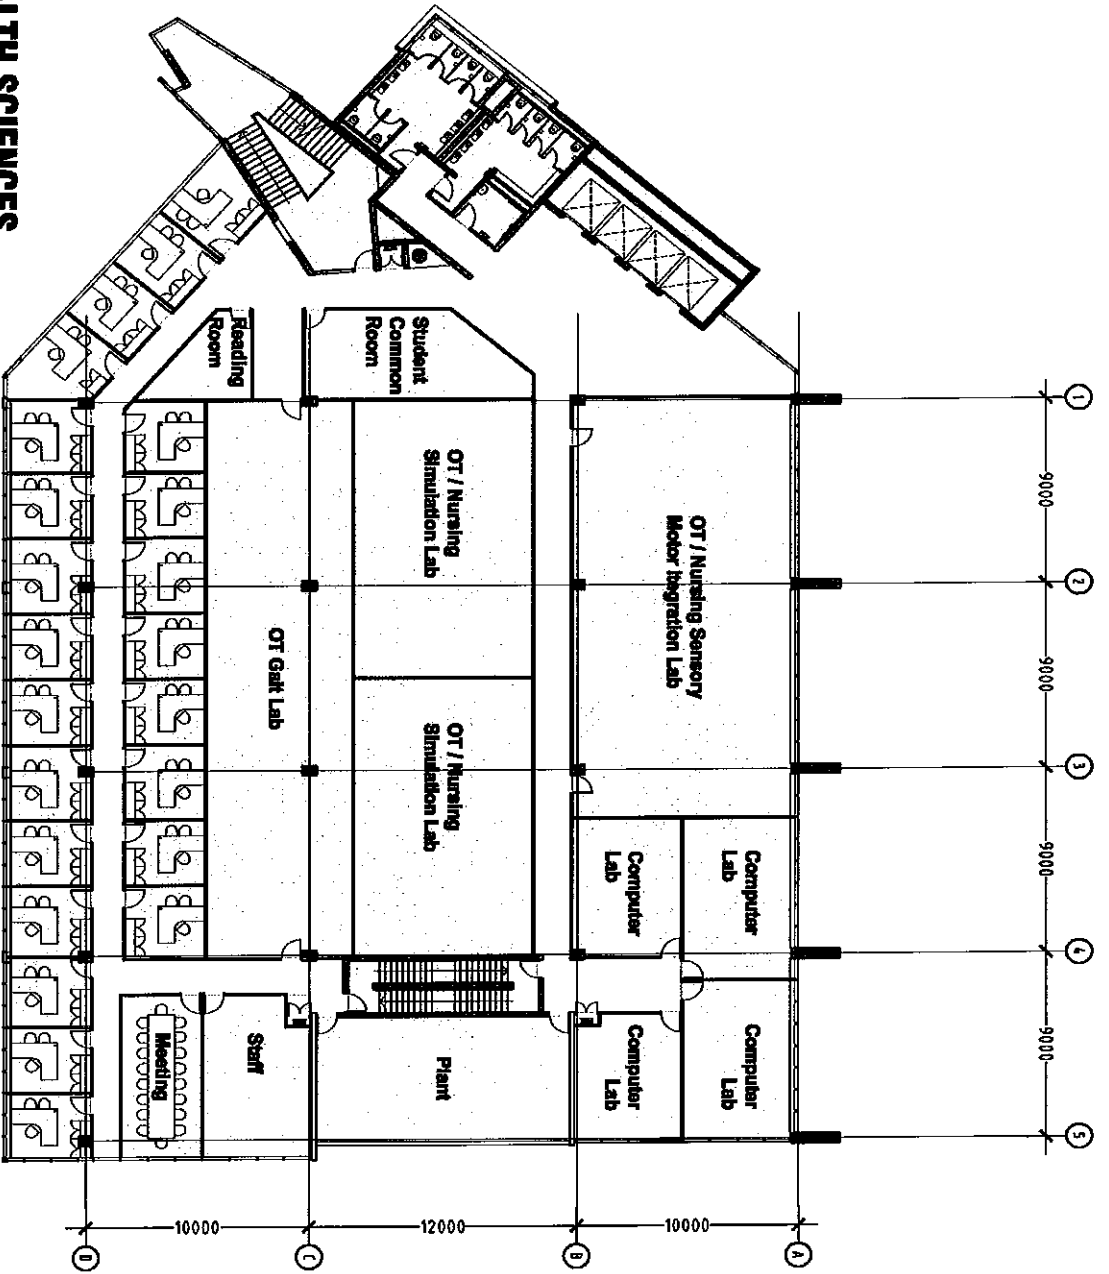 SCIENCES
Reading
Room
Student
Common
Room
OT / Nursing
Simulation Lab
OT / Nursing Sensory
Motor Itegration Lab
OT Gait Lab
OT / Nursing
Simulation Lab
Computer
Lab
Computer
Lab
Computer
Lab
Computer
Lab
Plant
Staff
Meeting
1
9000
2
9000
3
9000
4
9000
5
10000
12000
10000
D
C
B
A